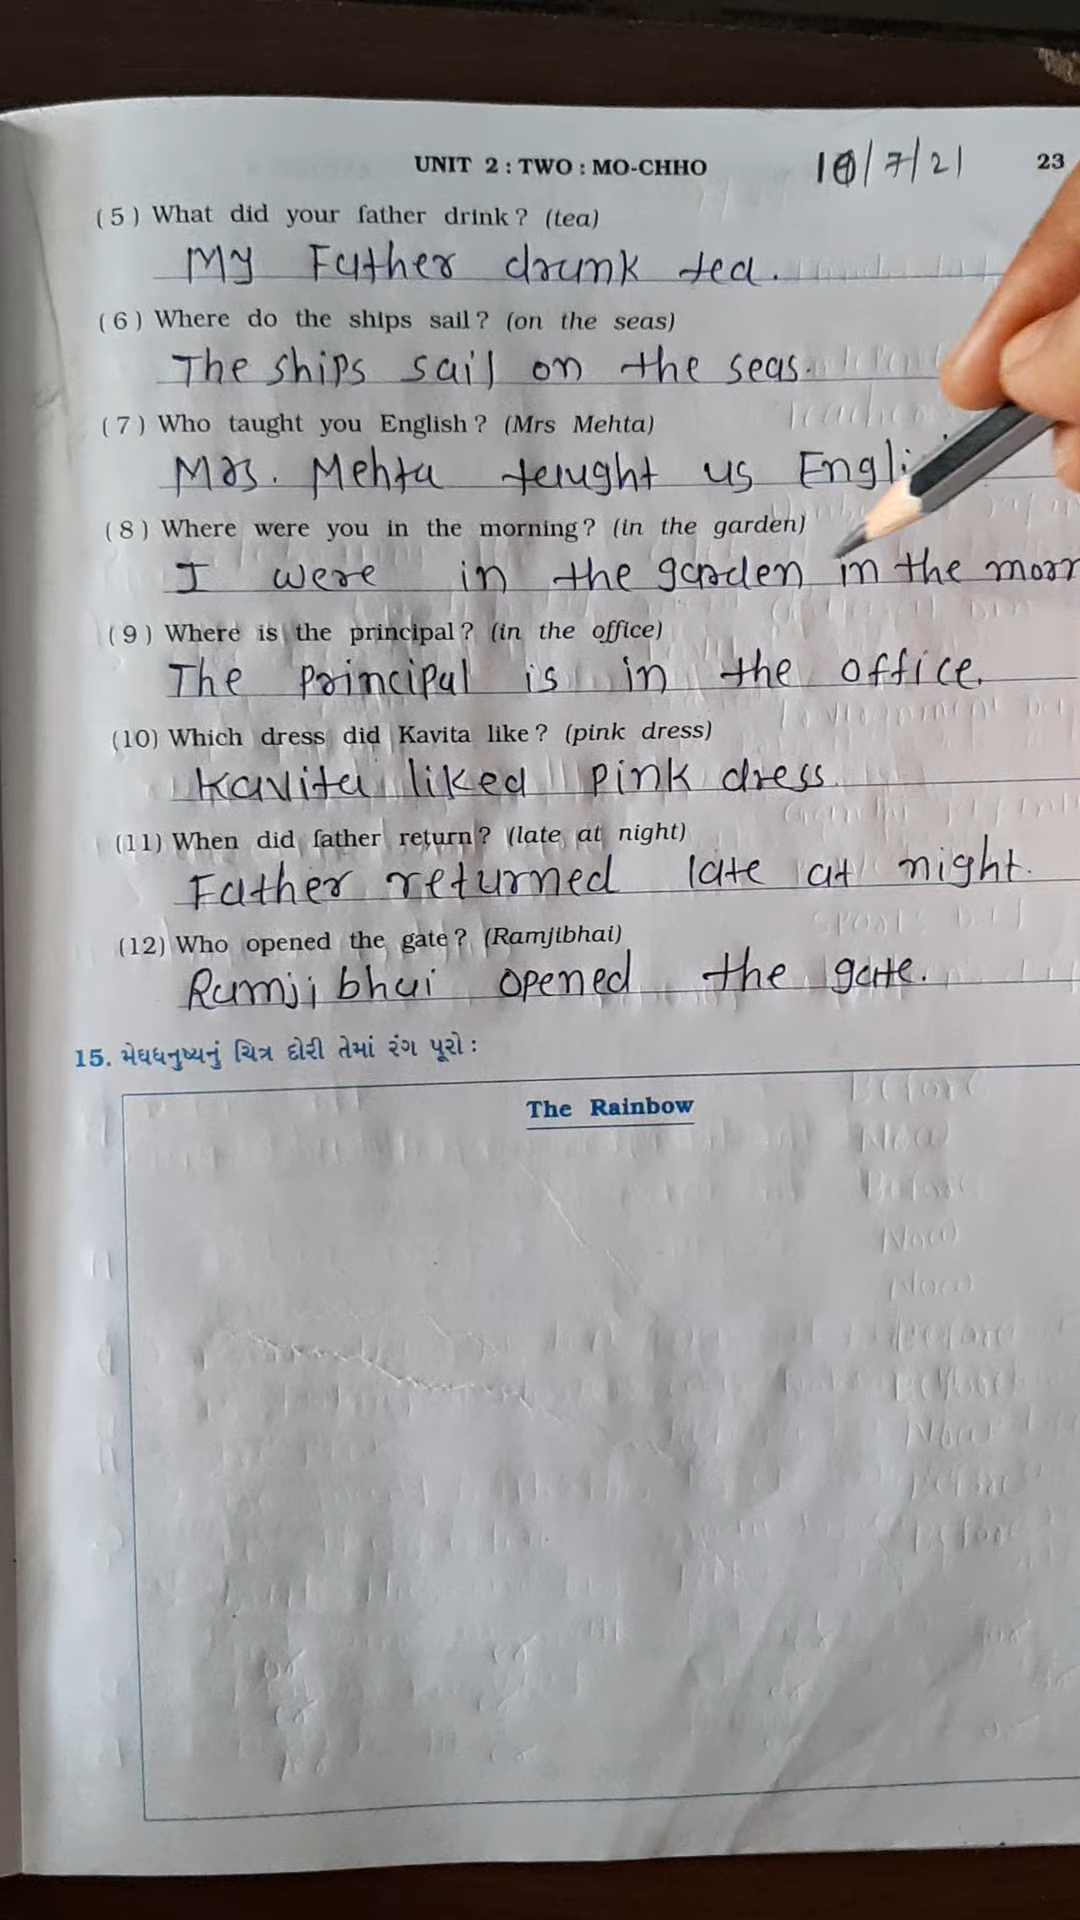 UNIT 2 : TWO : MO-CHHO 10/7/21 23
(5) What did your father drink? (tea)
My Father drunk tea.
(6) Where do the ships sail? (on the seas)
The ships sail on the seas.
(7) Who taught you English? (Mrs Mehta)
Mrs. Mehta taught us Engli
(8) Where were you in the morning? (in the garden)
I were in the garden in the morn
(9) Where is the principal? (in the office)
The principal is in the office.
(10) Which dress did Kavita like? (pink dress)
Kavita liked pink dress.
(11) When did father return? (late at night)
Father returned late at night.
(12) Who opened the gate? (Ramjibhai)
Ramjibhai opened the gate.
15. મેઘધનુષ્યનું ચિત્ર દોરી તેમાં રંગ પૂરો :
The Rainbow